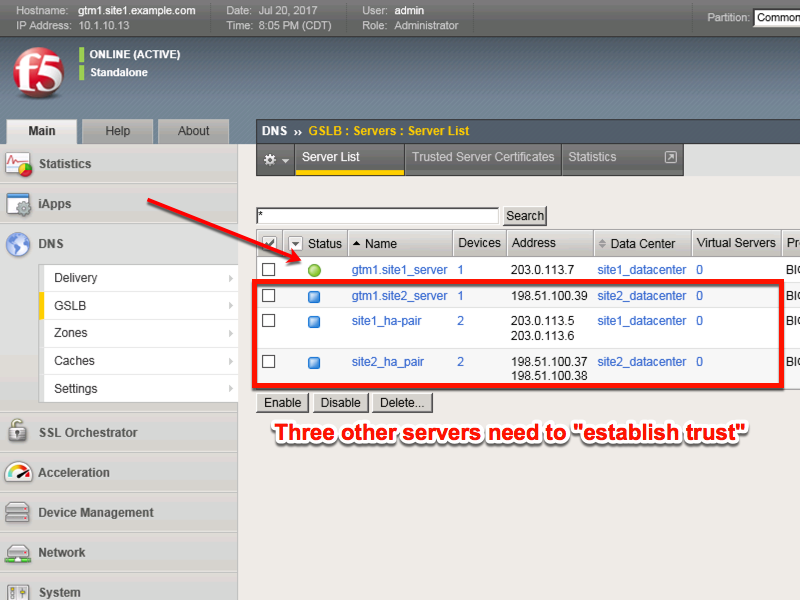 Hostname: gtm1.site1.example.com Date: Jul 20, 2017 User: admin
IP Address: 10.1.10.13 Time: 8:05 PM (CDT) Role: Administrator
Partition: Common
f5
ONLINE (ACTIVE)
Standalone
Main Help About
DNS ›› GSLB : Servers : Server List
Server List Trusted Server Certificates Statistics
Statistics
iApps
DNS
Delivery
GSLB
Zones
Caches
Settings
SSL Orchestrator
Acceleration
Device Management
Network
System
* Search
Status Name Devices Address Data Center Virtual Servers
gtm1.site1_server 1 203.0.113.7 site1_datacenter 0
gtm1.site2_server 1 198.51.100.39 site2_datacenter 0
site1_ha-pair 2 203.0.113.5 site1_datacenter 0
203.0.113.6
site2_ha_pair 2 198.51.100.37 site2_datacenter 0
198.51.100.38
Enable Disable Delete...
Three other servers need to "establish trust"